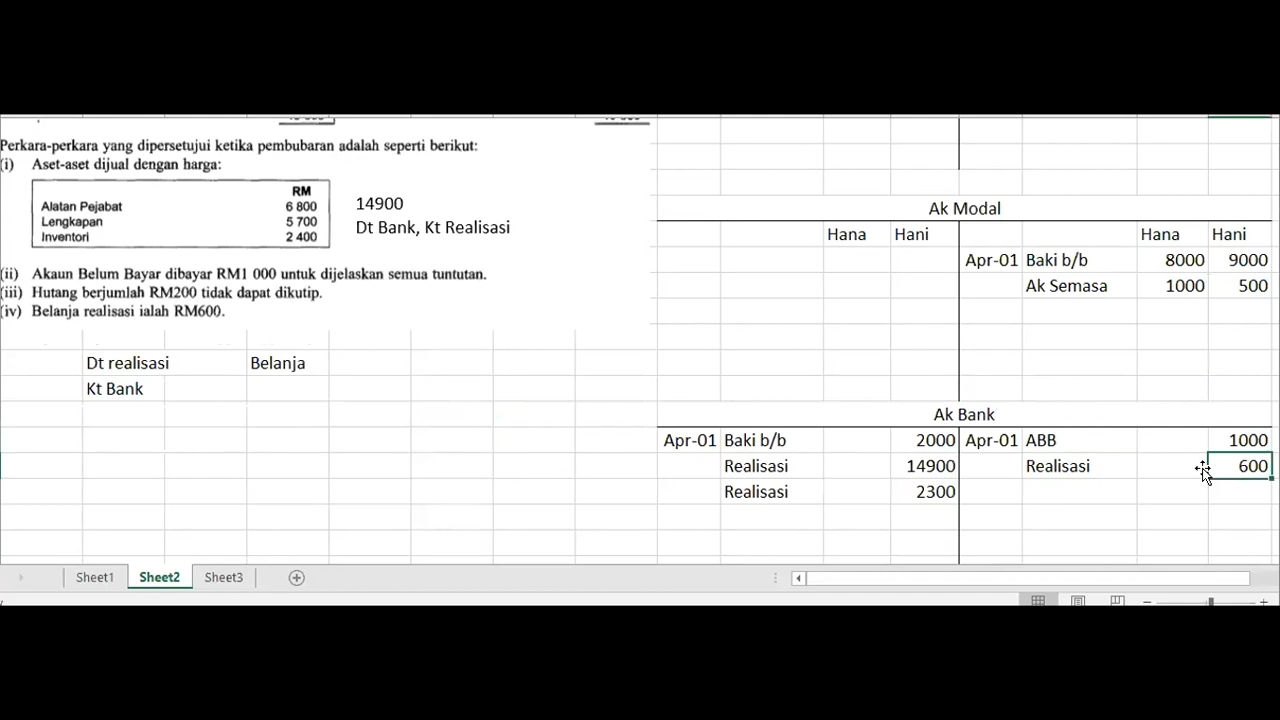 Perkara-perkara yang dipersetujui ketika pembubaran adalah seperti berikut:
(i) Aset-aset dijual dengan harga:
RM
Alatan Pejabat 6 800
Lengkapan 5 700
Inventori 2 400
14900
Dt Bank, Kt Realisasi
(ii) Akaun Belum Bayar dibayar RM1 000 untuk dijelaskan semua tuntutan.
(iii) Hutang berjumlah RM200 tidak dapat dikutip.
(iv) Belanja realisasi ialah RM600.
Dt realisasi Belanja
Kt Bank
Ak Modal
Hana Hani Hana Hani
Apr-01 Baki b/b 8000 9000
Ak Semasa 1000 500
Ak Bank
Apr-01 Baki b/b 2000 Apr-01 ABB 1000
Realisasi 14900 Realisasi 600
Realisasi 2300
Sheet1 Sheet2 Sheet3